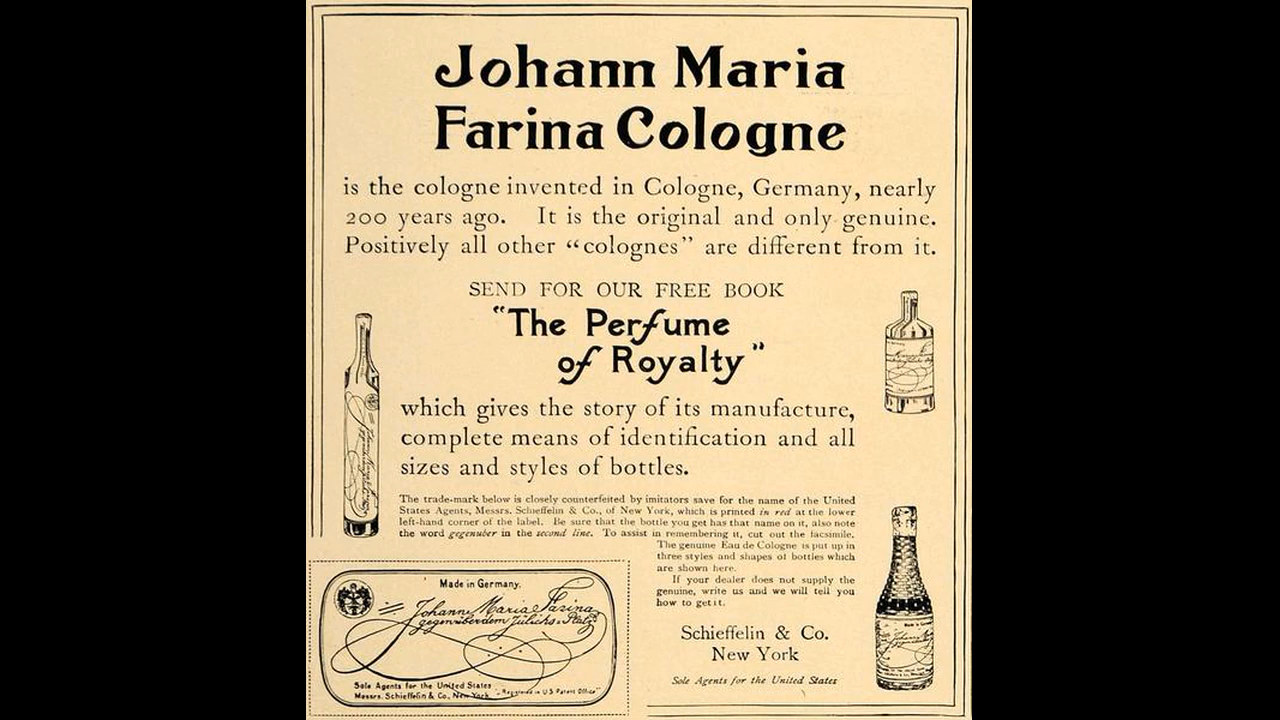 Johann Maria
Farina Cologne
is the cologne invented in Cologne, Germany, nearly
200 years ago. It is the original and only genuine.
Positively all other “colognes” are different from it.
SEND FOR OUR FREE BOOK
“The Perfume
of Royalty”
which gives the story of its manufacture,
complete means of identification and all
sizes and styles of bottles.
The trade-mark below is closely counterfeited by imitators save for the name of the United
States Agents, Messrs. Schieffelin & Co., of New York, which is printed in red at the lower
left-hand corner of the label. Be sure that the bottle you get has that name on it, also note
the word gegenuber in the second line. To assist in remembering it, cut out the facsimile.
The genuine Eau de Cologne is put up in
three styles and shapes of bottles which
are shown here.
If your dealer does not supply the
genuine, write us and we will tell you
how to get it.
Schieffelin & Co.
New York
Sole Agents for the United States
Made in Germany.
Johann Maria Farina
gegenüber dem Jülichs-Platz
Sole Agents for the United States
Messrs. Schieffelin & Co, New York.
"Registered in U S Patent Office"